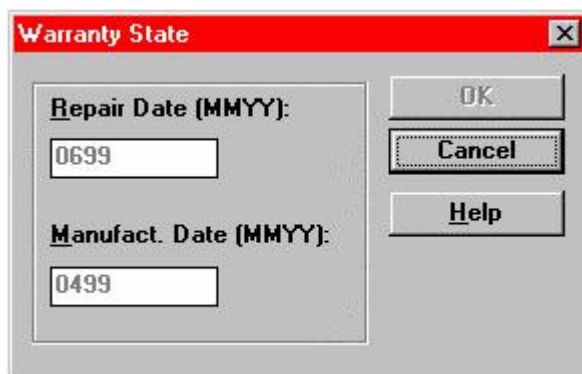 Warranty State
Repair Date (MMYY):
0699
Manufact. Date (MMYY):
0499
OK
Cancel
Help